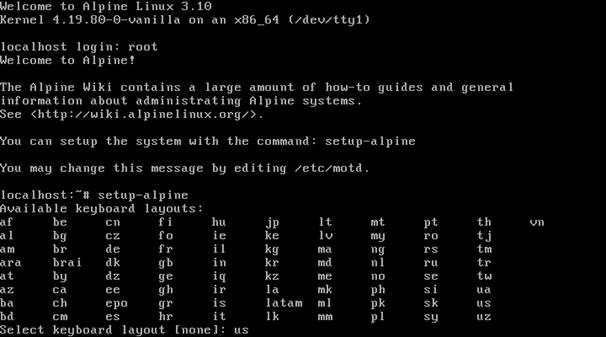 Welcome to Alpine Linux 3.10
Kernel 4.19.80-0-vanilla on an x86_64 (/dev/tty1)
localhost login: root
Welcome to Alpine!
The Alpine Wiki contains a large amount of how-to guides and general
information about administrating Alpine systems.
See <http://wiki.alpinelinux.org/>.
You can setup the system with the command: setup-alpine
You may change this message by editing /etc/motd.
localhost:~# setup-alpine
Available keyboard layouts:
af be cn fi hu jp lt mt pt th vn
al bg cz fo ie ke lv my ro tj
am br de fr il kg ma ng rs tm
ara brai dk gb in kr md nl ru tr
at by dz ge iq kz me no se tw
az ca ee gh ir la mk ph si ua
ba ch epo gr is latam ml pk sk us
bd cm es hr it lk mm pl sy uz
Select keyboard layout [none]: us